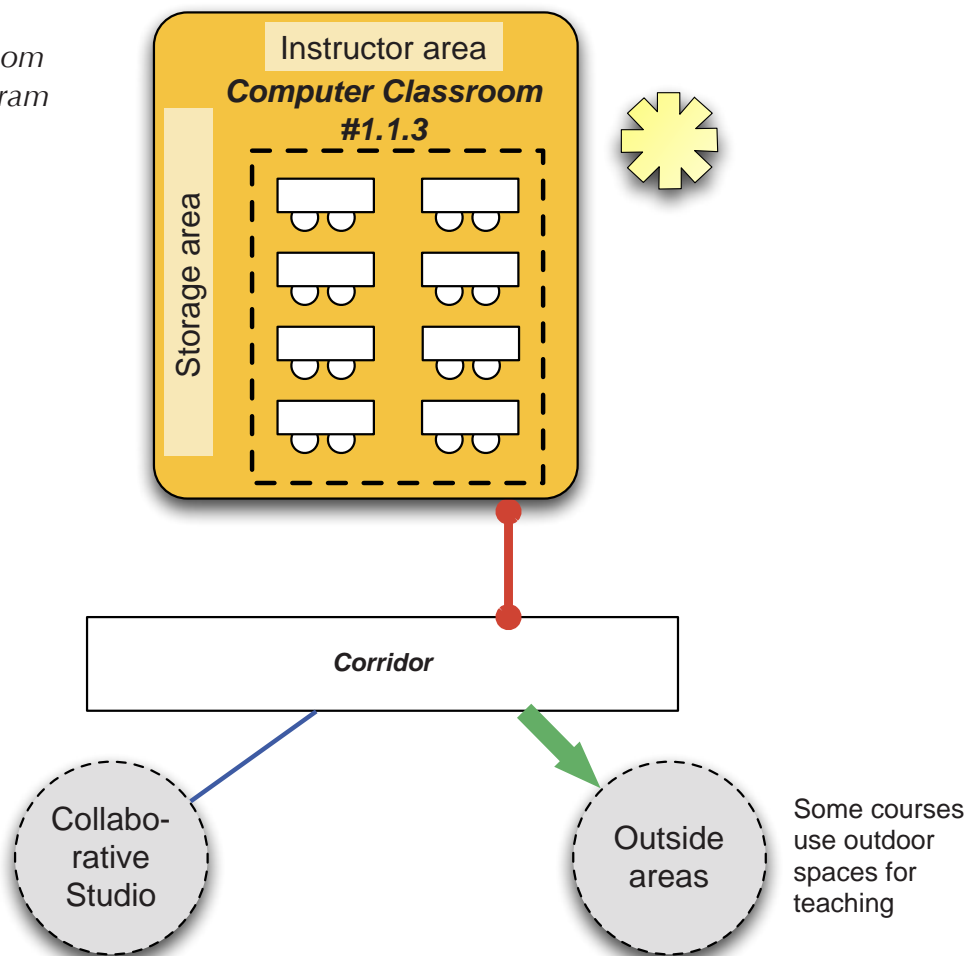 Instructor area
Computer Classroom
#1.1.3
Storage area
Corridor
Collabo-
rative
Studio
Outside
areas
Some courses
use outdoor
spaces for
teaching